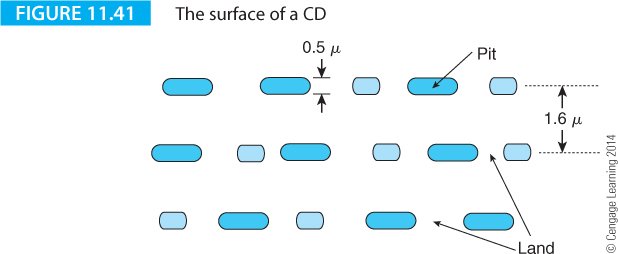 FIGURE 11.41 The surface of a CD
0.5 μ
Pit
1.6 μ
Land
© Cengage Learning 2014